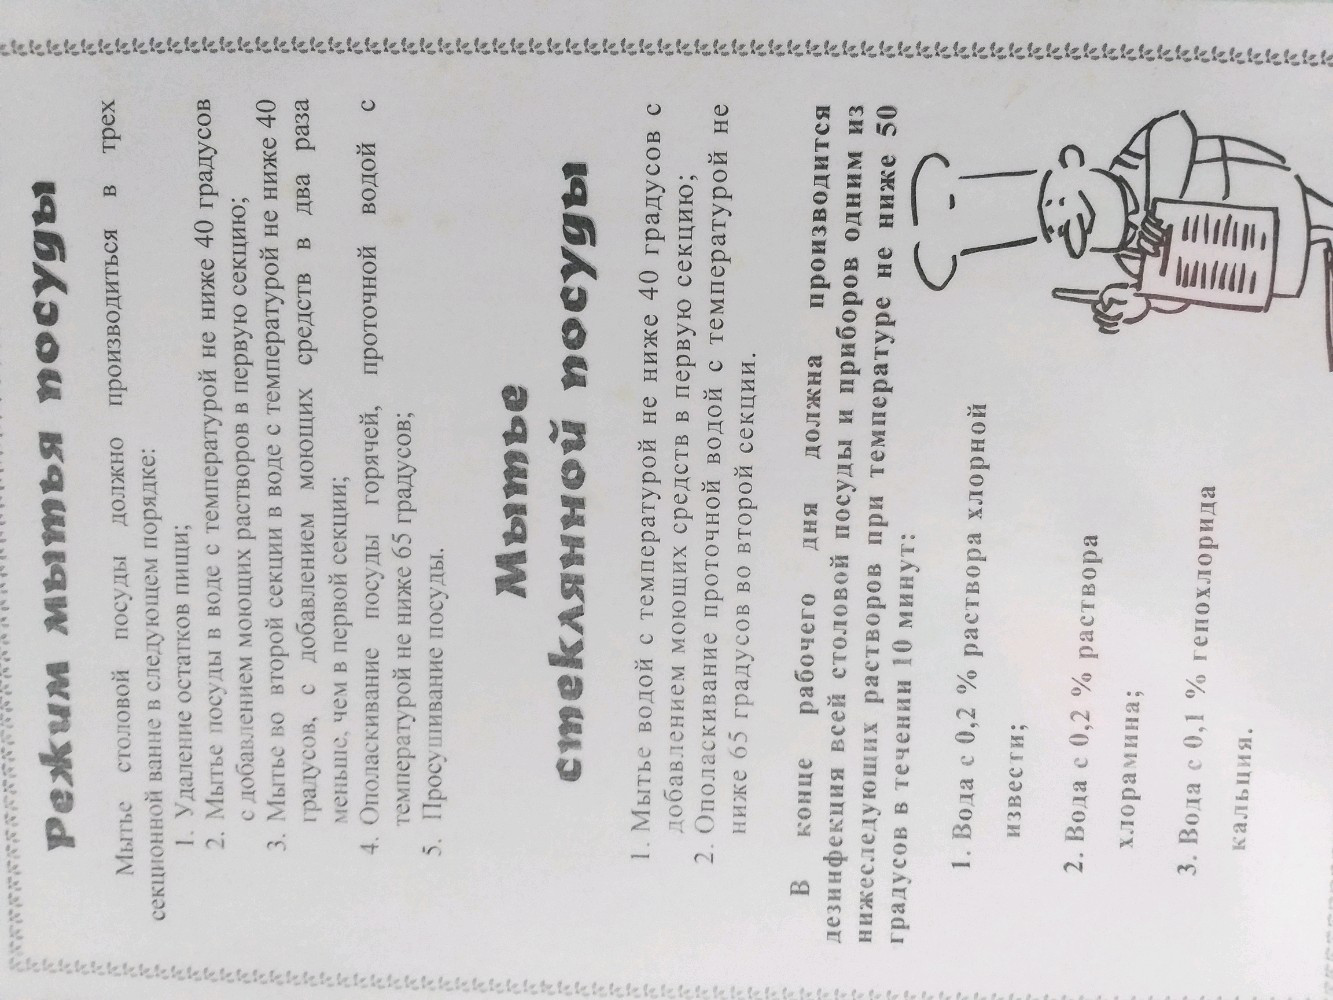 Режим мытья посуды
Мытье столовой посуды должно производиться в трех
секционной ванне в следующем порядке:
1. Удаление остатков пищи;
2. Мытье посуды в воде с температурой не ниже 40 градусов
с добавлением моющих растворов в первую секцию;
3. Мытье во второй секции в воде с температурой не ниже 40
градусов, с добавлением моющих средств в два раза
меньше, чем в первой секции;
4. Ополаскивание посуды горячей, проточной водой с
температурой не ниже 65 градусов;
5. Просушивание посуды.
Мытье
стеклянной посуды
1. Мытье водой с температурой не ниже 40 градусов с
добавлением моющих средств в первую секцию;
2. Ополаскивание проточной водой с температурой не
ниже 65 градусов во второй секции.
В конце рабочего дня должна производится
дезинфекция всей столовой посуды и приборов одним из
нижеследующих растворов при температуре не ниже 50
градусов в течении 10 минут:
1. Вода с 0,2 % раствора хлорной
извести;
2. Вода с 0,2 % раствора
хлорамина;
3. Вода с 0,1 % генохлорида
кальция.